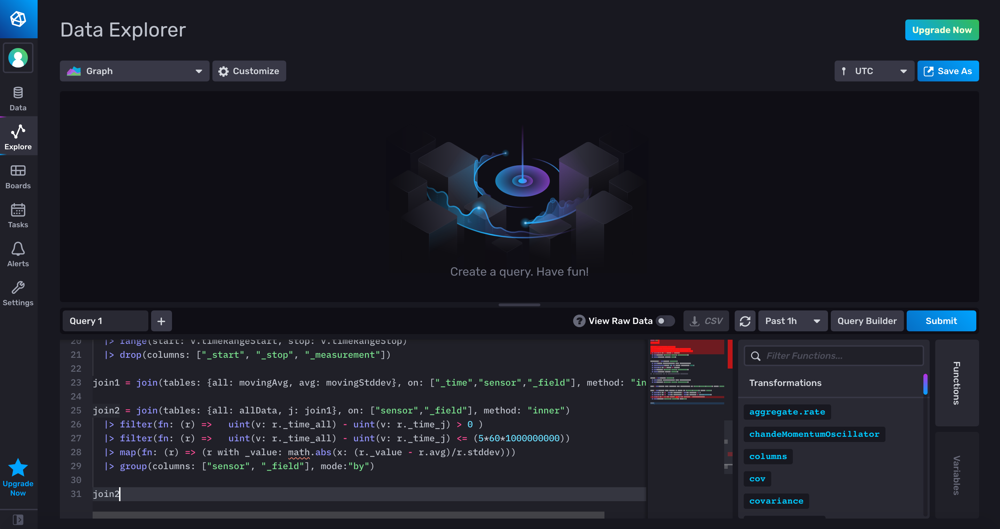 Data Explorer
Upgrade Now
Graph
Customize
UTC
Save As
Data
Explore
Boards
Tasks
Alerts
Settings
Upgrade
Now
Create a query. Have fun!
Query 1
+
? View Raw Data
CSV
Past 1h
Query Builder
Submit
20 |> range(start: v.timeRangeStart, stop: v.timeRangeStop)
21 |> drop(columns: ["_start", "_stop", "_measurement"])
22
23 join1 = join(tables: {all: movingAvg, avg: movingStddev}, on: ["_time","sensor","_field"], method: "in
24
25 join2 = join(tables: {all: allData, j: join1}, on: ["sensor","_field"], method: "inner")
26 |> filter(fn: (r) =>   uint(v: r._time_all) - uint(v: r._time_j) > 0 )
27 |> filter(fn: (r) =>   uint(v: r._time_all) - uint(v: r._time_j) <= (5*60*1000000000))
28 |> map(fn: (r) => (r with _value: math.abs(x: (r._value - r.avg)/r.stddev)))
29 |> group(columns: ["sensor", "_field"], mode:"by")
30
31 join2
Filter Functions...
Transformations
aggregate.rate
chandeMomentumOscillator
columns
cov
covariance
Functions
Variables